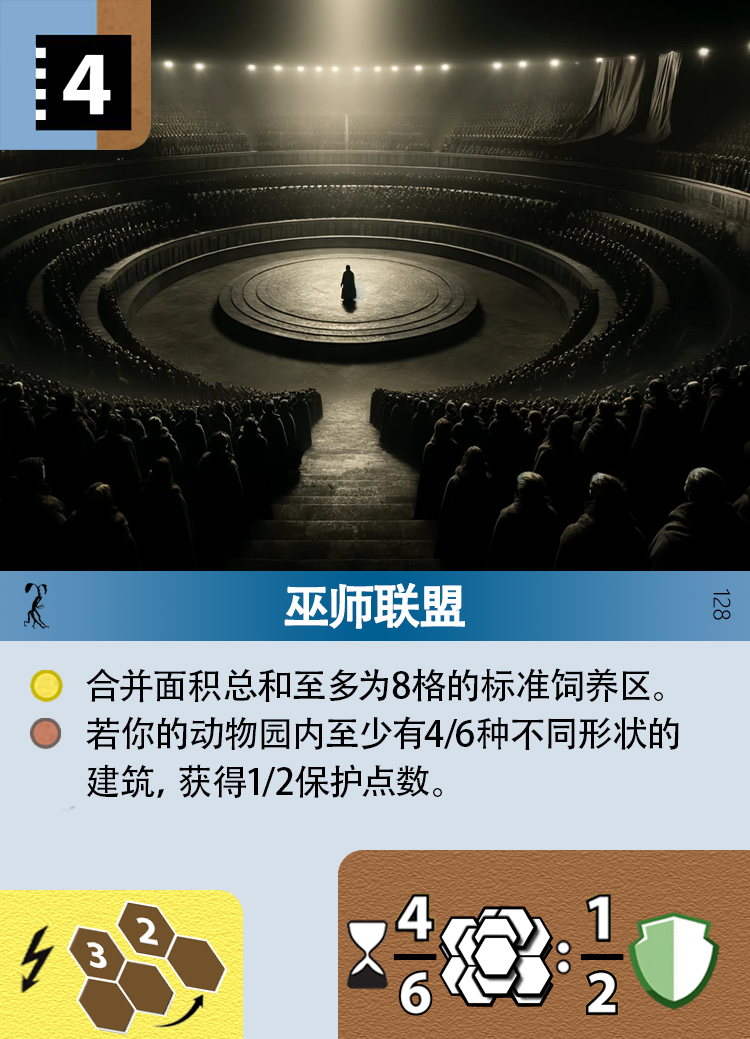 4
巫师联盟
128
合并面积总和至多为8格的标准饲养区。
若你的动物园内至少有4/6种不同形状的
建筑，获得1/2保护点数。
3 2
4 : 1
6 2